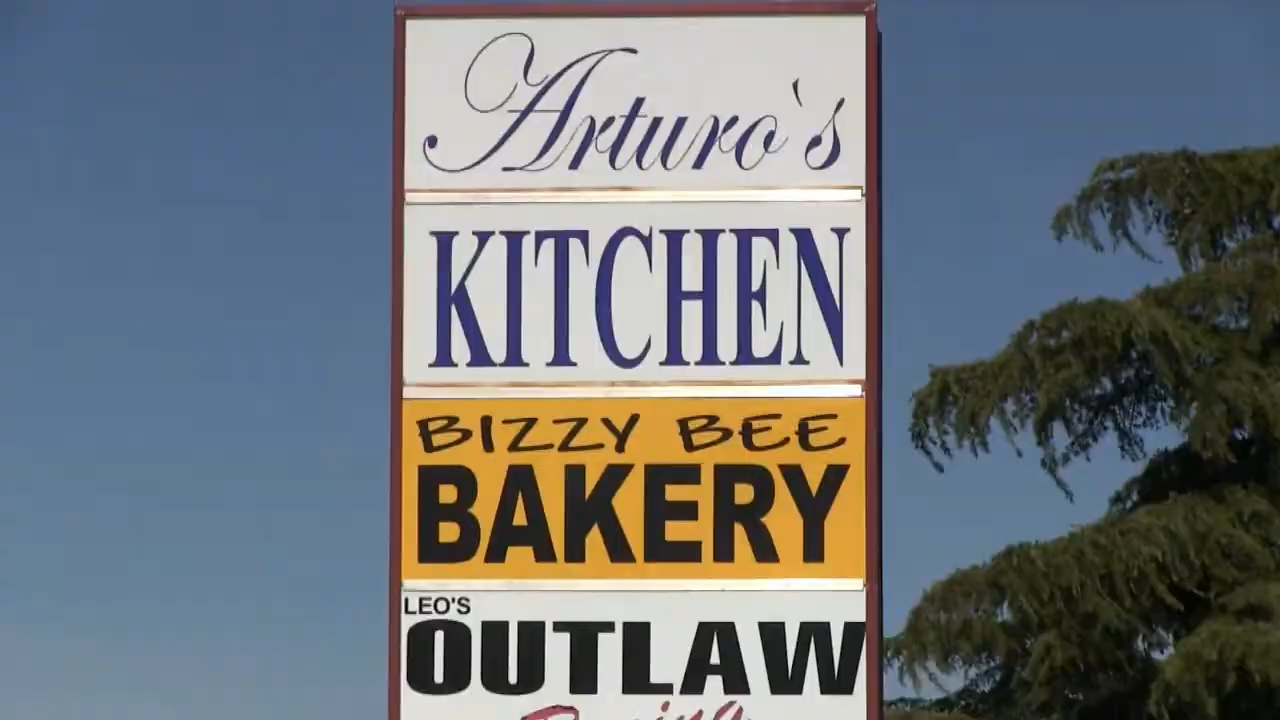 Arturo`s
KITCHEN
BIZZY BEE
BAKERY
LEO'S
OUTLAW